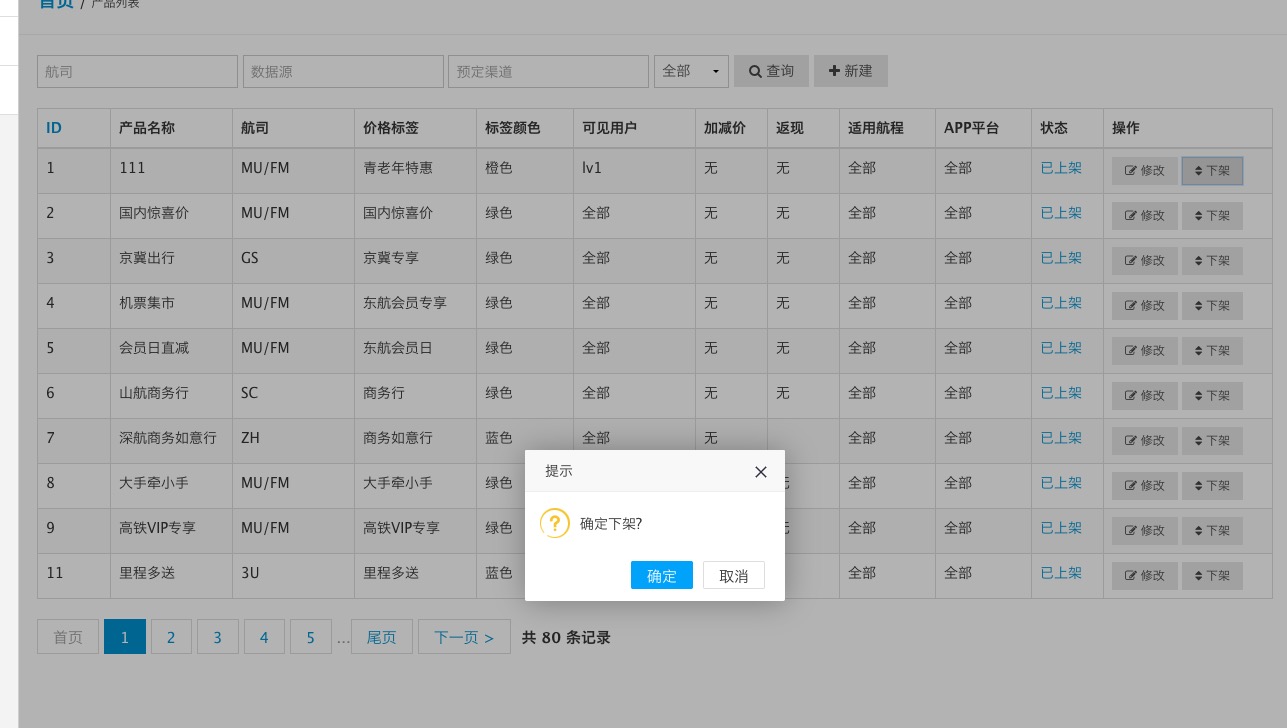 首页 / 产品列表
航司 数据源 预定渠道 全部 查询 新建
ID 产品名称 航司 价格标签 标签颜色 可见用户 加减价 返现 适用航程 APP平台 状态 操作
1 111 MU/FM 青老年特惠 橙色 lv1 无 无 全部 全部 已上架 修改 下架
2 国内惊喜价 MU/FM 国内惊喜价 绿色 全部 无 无 全部 全部 已上架 修改 下架
3 京冀出行 GS 京冀专享 绿色 全部 无 无 全部 全部 已上架 修改 下架
4 机票集市 MU/FM 东航会员专享 绿色 全部 无 无 全部 全部 已上架 修改 下架
5 会员日直减 MU/FM 东航会员日 绿色 全部 无 无 全部 全部 已上架 修改 下架
6 山航商务行 SC 商务行 绿色 全部 无 无 全部 全部 已上架 修改 下架
7 深航商务如意行 ZH 商务如意行 蓝色 全部 无 全部 全部 已上架 修改 下架
8 大手牵小手 MU/FM 大手牵小手 绿色 全部 全部 已上架 修改 下架
9 高铁VIP专享 MU/FM 高铁VIP专享 绿色 全部 全部 已上架 修改 下架
11 里程多送 3U 里程多送 蓝色 全部 全部 已上架 修改 下架
提示
确定下架?
确定 取消
首页 1 2 3 4 5 ... 尾页 下一页 > 共 80 条记录